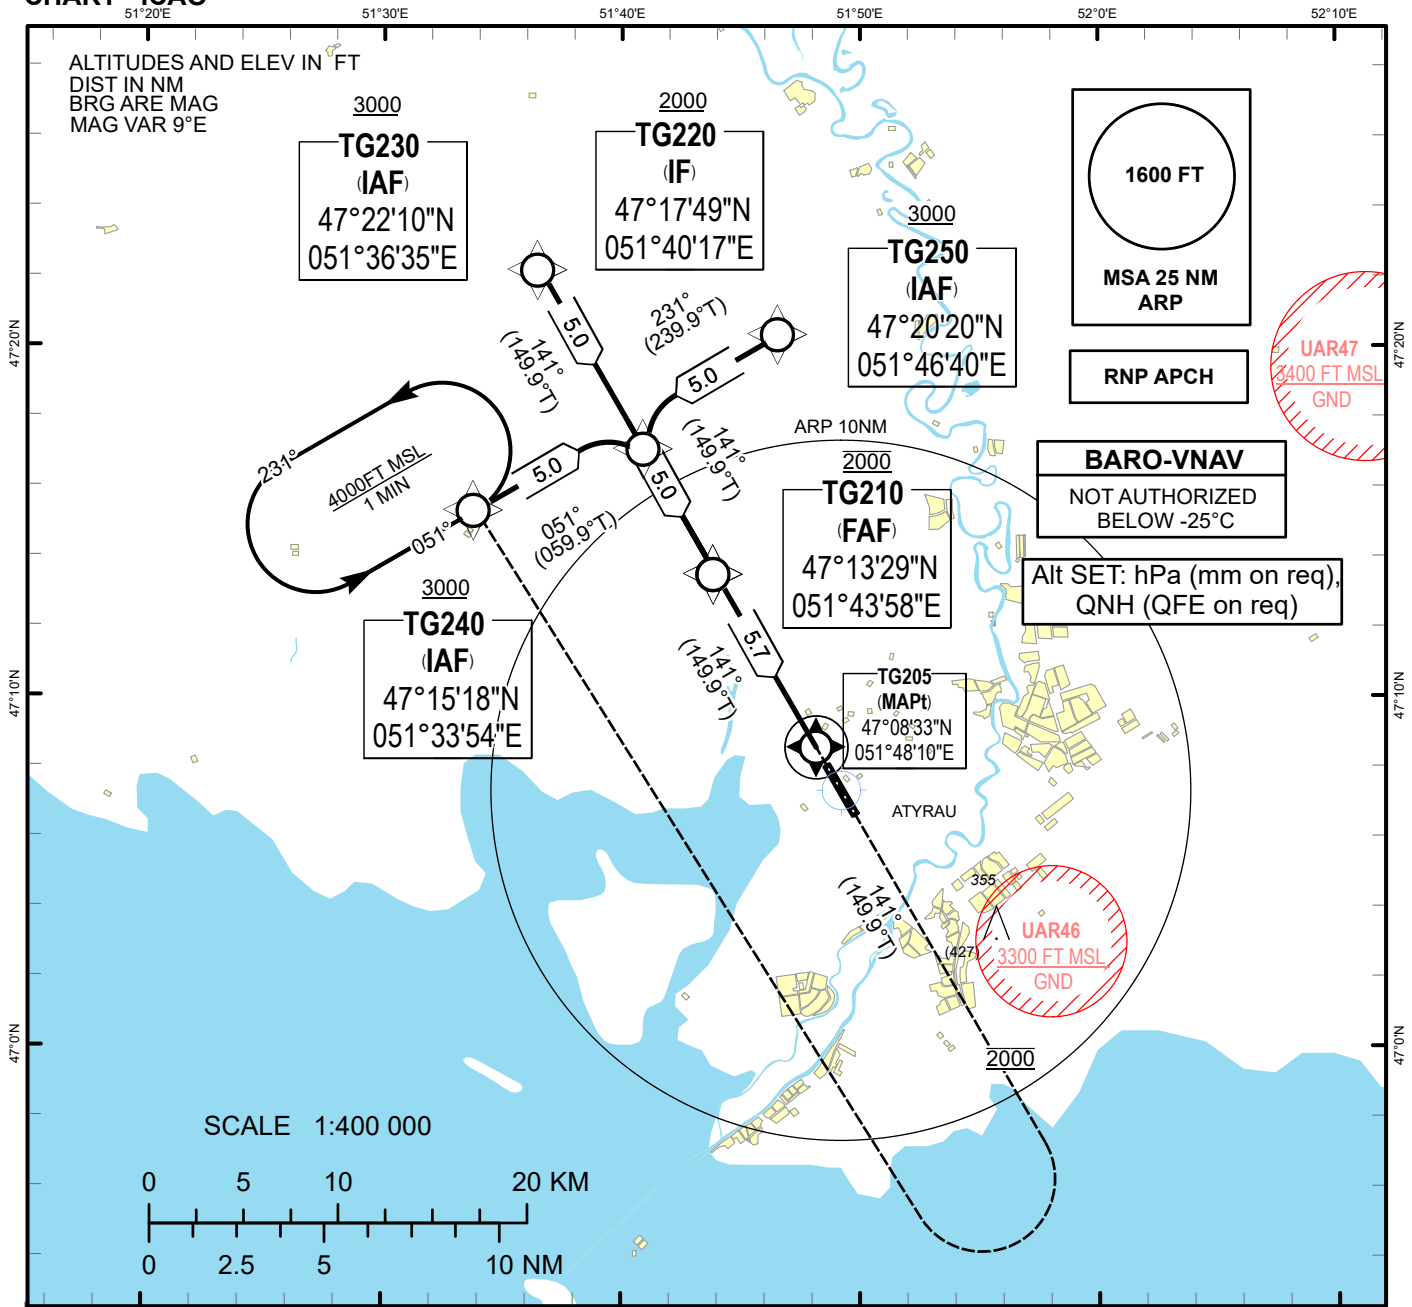 CHART - ICAO
51°20'E
51°30'E
51°40'E
51°50'E
52°0'E
52°10'E
ALTITUDES AND ELEV IN FT
DIST IN NM
BRG ARE MAG
MAG VAR 9°E
3000
TG230
(IAF)
47°22'10"N
051°36'35"E
2000
TG220
(IF)
47°17'49"N
051°40'17"E
3000
TG250
(IAF)
47°20'20"N
051°46'40"E
1600 FT
MSA 25 NM
ARP
RNP APCH
UAR47
3400 FT MSL
GND
47°20'N
47°20'N
5.0
141°
(149.9°T)
231°
(239.9°T)
5.0
141°
(149.9°T)
5.0
ARP 10NM
BARO-VNAV
NOT AUTHORIZED
BELOW -25°C
Alt SET: hPa (mm on req),
QNH (QFE on req)
231°
4000FT MSL
1 MIN
051°
5.0
051°
(059.9°T)
2000
TG210
(FAF)
47°13'29"N
051°43'58"E
3000
TG240
(IAF)
47°15'18"N
051°33'54"E
5.7
141°
(149.9°T)
TG205
(MAPt)
47°08'33"N
051°48'10"E
47°10'N
47°10'N
ATYRAU
141°
(149.9°T)
355
(427)
UAR46
3300 FT MSL
GND
47°0'N
47°0'N
2000
SCALE 1:400 000
0 5 10 20 KM
0 2.5 5 10 NM